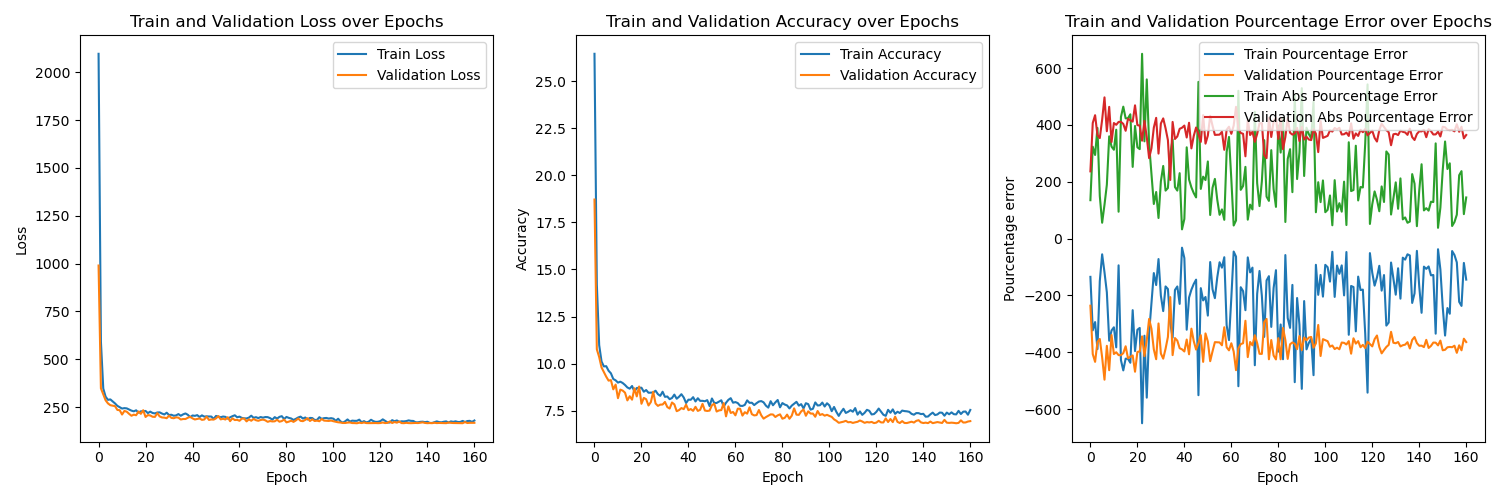 Train and Validation Loss over Epochs
Train Loss
Validation Loss
2000
1750
1500
1250
1000
750
500
250
Loss
0 20 40 60 80 100 120 140 160
Epoch
Train and Validation Accuracy over Epochs
Train Accuracy
Validation Accuracy
25.0
22.5
20.0
17.5
15.0
12.5
10.0
7.5
Accuracy
0 20 40 60 80 100 120 140 160
Epoch
Train and Validation Pourcentage Error over Epochs
Train Pourcentage Error
Validation Pourcentage Error
Train Abs Pourcentage Error
Validation Abs Pourcentage Error
600
400
200
0
−200
−400
−600
Pourcentage error
0 20 40 60 80 100 120 140 160
Epoch